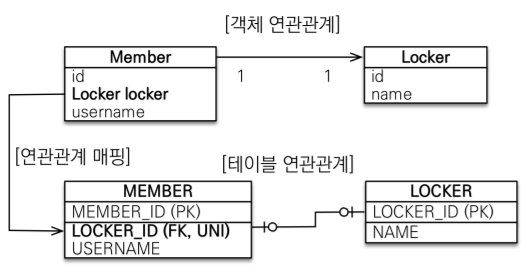 [객체 연관관계]
Member
id
Locker locker
username
1
1
Locker
id
name
[연관관계 매핑]
[테이블 연관관계]
MEMBER
MEMBER_ID (PK)
LOCKER_ID (FK, UNI)
USERNAME
LOCKER
LOCKER_ID (PK)
NAME